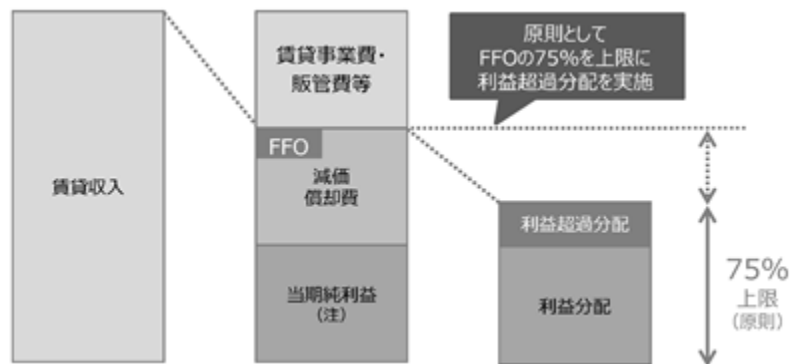 賃貸収入
賃貸事業費・
販管費等
FFO
減価
償却費
当期純利益
(注)
原則として
FFOの75%を上限に
利益超過分配を実施
利益超過分配
利益分配
75%
上限
(原則)